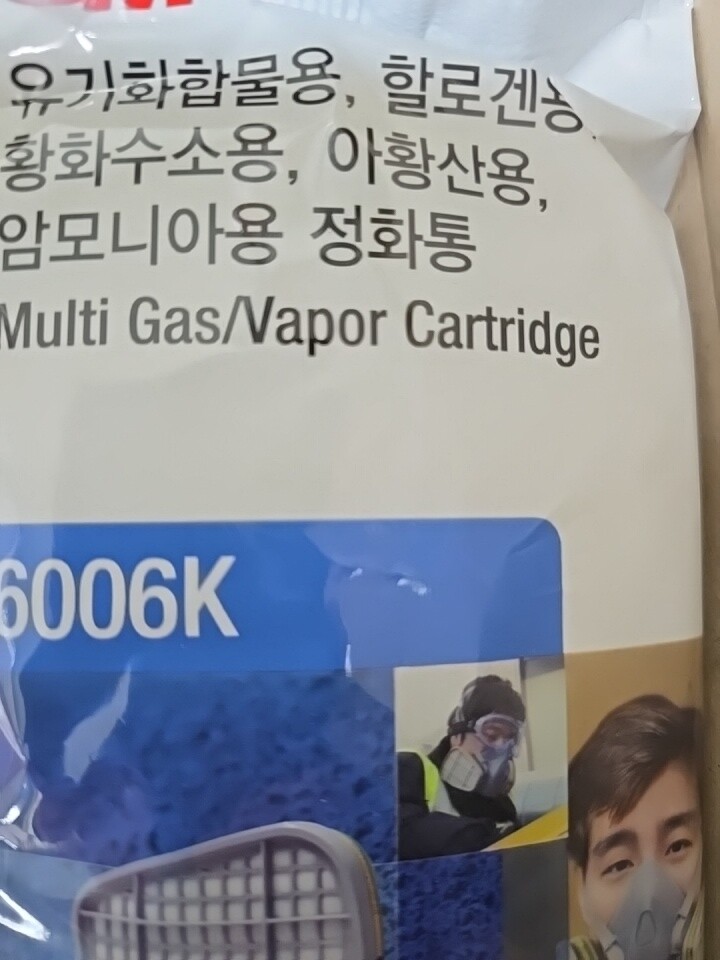 유기화합물용, 할로겐용,
황화수소용, 아황산용,
암모니아용 정화통
Multi Gas/Vapor Cartridge
6006K